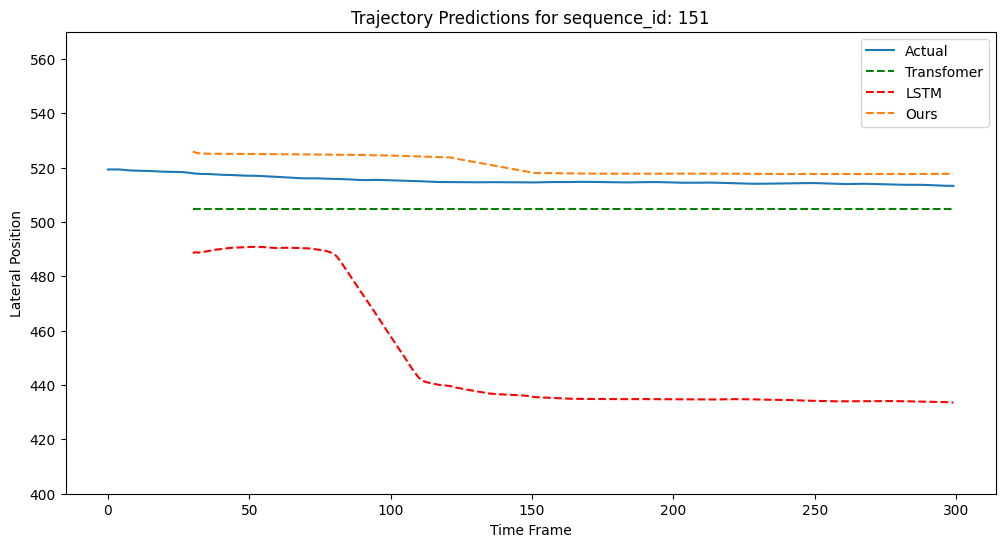 Trajectory Predictions for sequence_id: 151
Actual
Transfomer
LSTM
Ours
Lateral Position
560
540
520
500
480
460
440
420
400
0 50 100 150 200 250 300
Time Frame